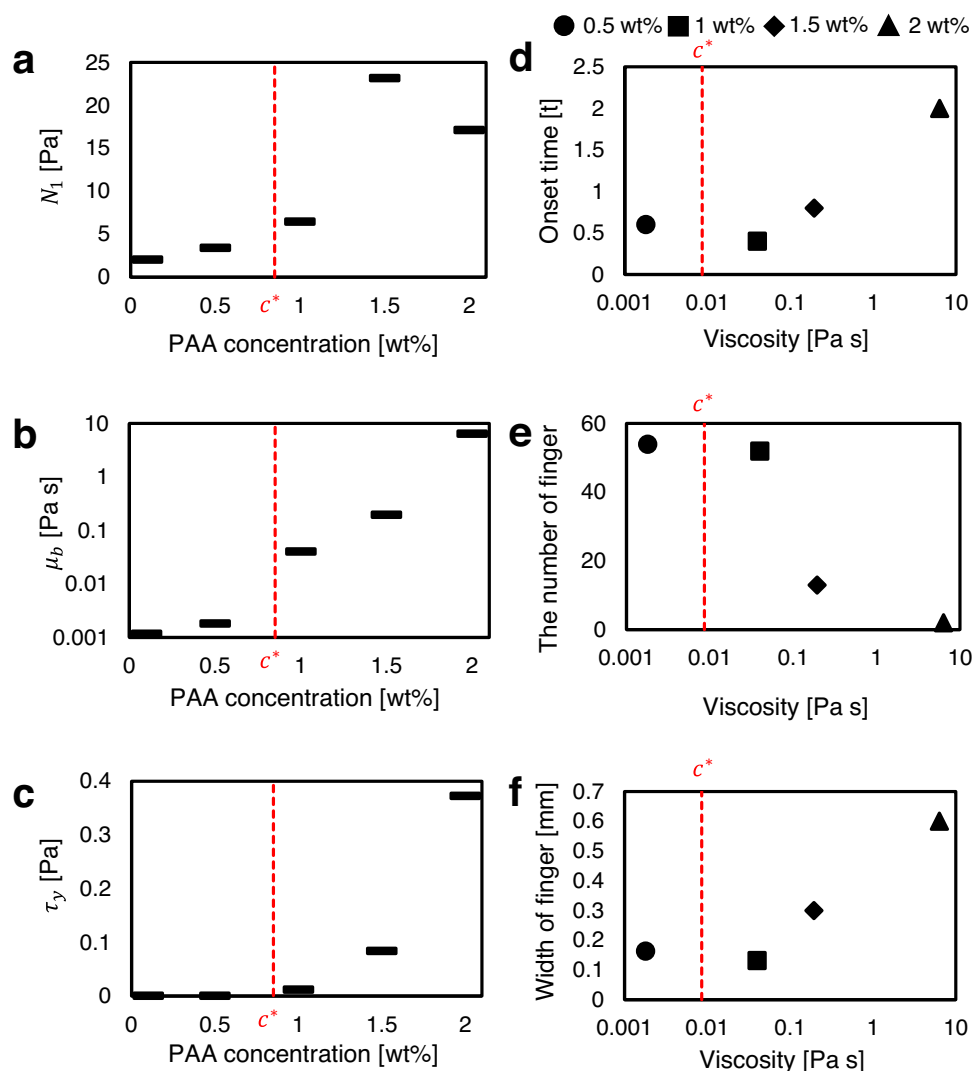 ● 0.5 wt% ■ 1 wt% ◆ 1.5 wt% ▲ 2 wt%
a
25
20
15
10
5
0
N₁ [Pa]
c*
0 0.5 1 1.5 2
PAA concentration [wt%]
d
c*
2.5
2
1.5
1
0.5
0
Onset time [t]
0.001 0.01 0.1 1 10
Viscosity [Pa s]
b
10
1
0.1
0.01
0.001
μ_b [Pa s]
c*
0 0.5 1 1.5 2
PAA concentration [wt%]
e
c*
60
40
20
0
The number of finger
0.001 0.01 0.1 1 10
Viscosity [Pa s]
c
0.4
0.3
0.2
0.1
0
τ_y [Pa]
c*
0 0.5 1 1.5 2
PAA concentration [wt%]
f
c*
0.7
0.6
0.5
0.4
0.3
0.2
0.1
0
Width of finger [mm]
0.001 0.01 0.1 1 10
Viscosity [Pa s]